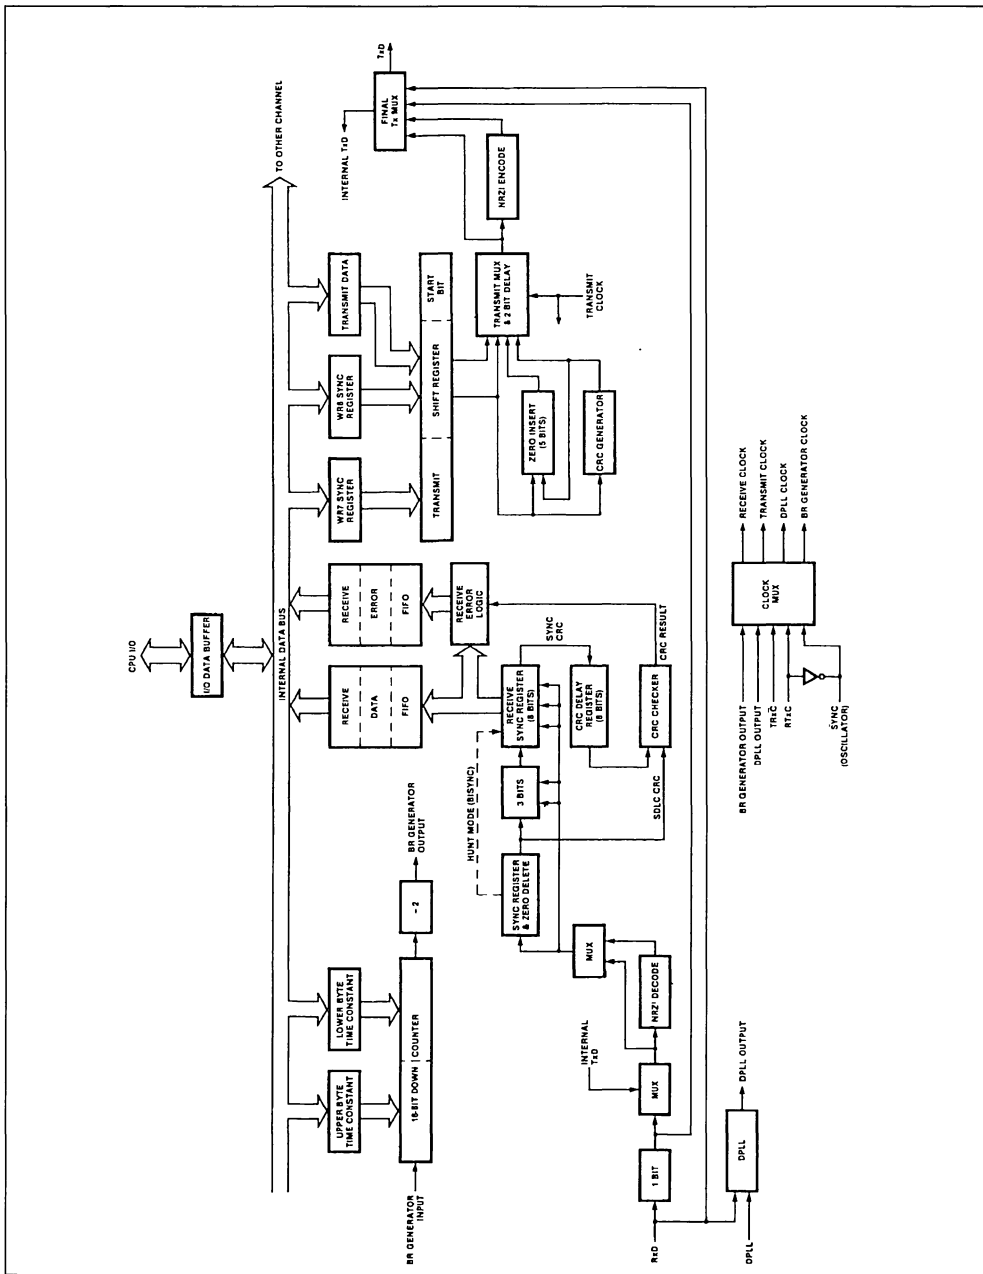 CPU I/O
I/O DATA BUFFER
INTERNAL DATA BUS
TO OTHER CHANNEL
UPPER BYTE
TIME CONSTANT
LOWER BYTE
TIME CONSTANT
16-BIT DOWN COUNTER
BR GENERATOR
INPUT
÷2
BR GENERATOR
OUTPUT
RECEIVE
DATA
FIFO
RECEIVE
ERROR
FIFO
RECEIVE
ERROR
LOGIC
WR7 SYNC
REGISTER
WR6 SYNC
REGISTER
TRANSMIT DATA
TRANSMIT
SHIFT REGISTER
START
BIT
HUNT MODE (BISYNC)
SYNC REGISTER
& ZERO DELETE
3 BITS
RECEIVE
SYNC REGISTER
(8 BITS)
SYNC
CRC
CRC DELAY
REGISTER
(8 BITS)
CRC CHECKER
CRC RESULT
SDLC CRC
ZERO INSERT
(5 BITS)
CRC GENERATOR
TRANSMIT MUX
& 2 BIT DELAY
TRANSMIT
CLOCK
NRZI ENCODE
FINAL
Tx MUX
INTERNAL TxD
TxD
RxD
1 BIT
MUX
INTERNAL
TxD
NRZI DECODE
MUX
DPLL
DPLL
DPLL OUTPUT
BR GENERATOR OUTPUT
DPLL OUTPUT
TRxC
RTxC
SYNC
(OSCILLATOR)
CLOCK
MUX
RECEIVE CLOCK
TRANSMIT CLOCK
DPLL CLOCK
BR GENERATOR CLOCK